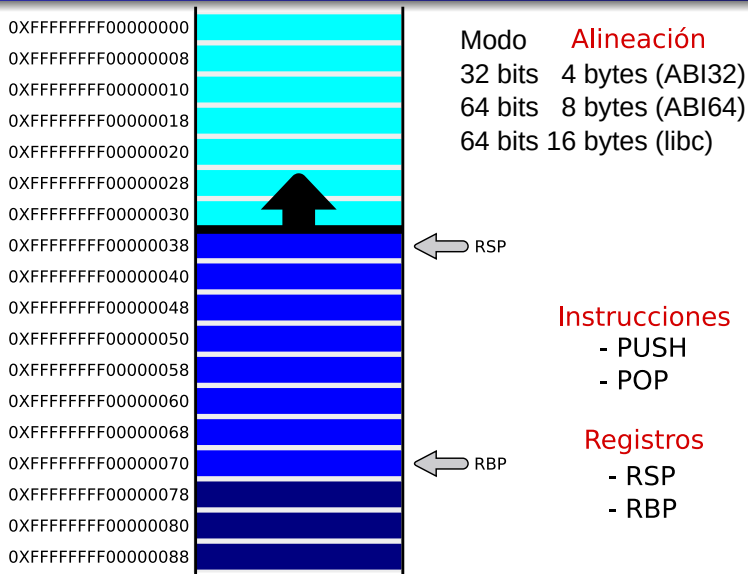 0XFFFFFFFF00000000
0XFFFFFFFF00000008
0XFFFFFFFF00000010
0XFFFFFFFF00000018
0XFFFFFFFF00000020
0XFFFFFFFF00000028
0XFFFFFFFF00000030
0XFFFFFFFF00000038
0XFFFFFFFF00000040
0XFFFFFFFF00000048
0XFFFFFFFF00000050
0XFFFFFFFF00000058
0XFFFFFFFF00000060
0XFFFFFFFF00000068
0XFFFFFFFF00000070
0XFFFFFFFF00000078
0XFFFFFFFF00000080
0XFFFFFFFF00000088
RSP
RBP
Modo Alineación
32 bits 4 bytes (ABI32)
64 bits 8 bytes (ABI64)
64 bits 16 bytes (libc)
Instrucciones
- PUSH
- POP
Registros
- RSP
- RBP